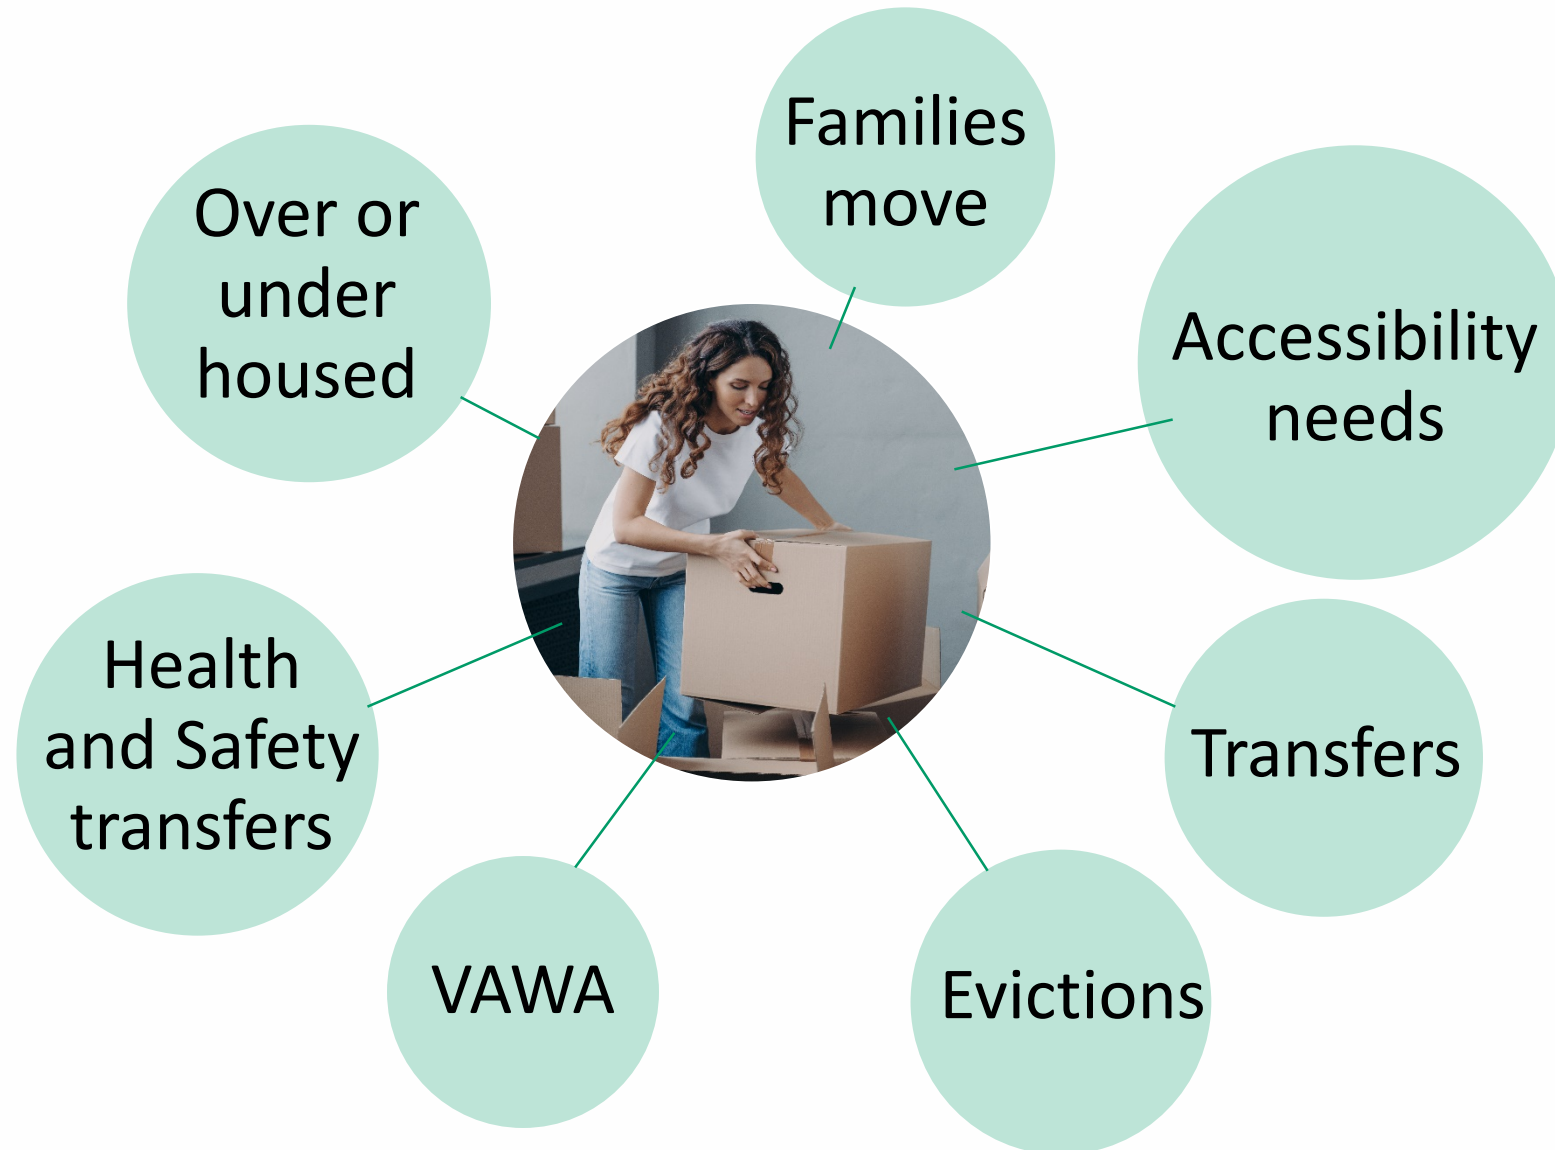 Families
move
Accessibility
needs
Transfers
Evictions
VAWA
Health
and Safety
transfers
Over or
under
housed